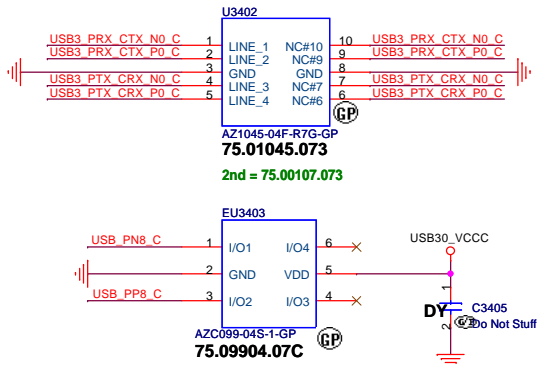 U3402
USB3_PRX_CTX_N0_C 1 LINE_1 NC#10 10 USB3_PRX_CTX_N0_C
USB3_PRX_CTX_P0_C 2 LINE_2 NC#9 9 USB3_PRX_CTX_P0_C
3 GND GND 8
USB3_PTX_CRX_N0_C 4 LINE_3 NC#7 7 USB3_PTX_CRX_N0_C
USB3_PTX_CRX_P0_C 5 LINE_4 NC#6 6 USB3_PTX_CRX_P0_C
GP
AZ1045-04F-R7G-GP
75.01045.073
2nd = 75.00107.073
EU3403
USB_PN8_C 1 I/O1 I/O4 6
USB30_VCCC
2 GND VDD 5
USB_PP8_C 3 I/O2 I/O3 4
1
DY C3405
2 Do Not Stuff
AZC099-04S-1-GP
GP
75.09904.07C